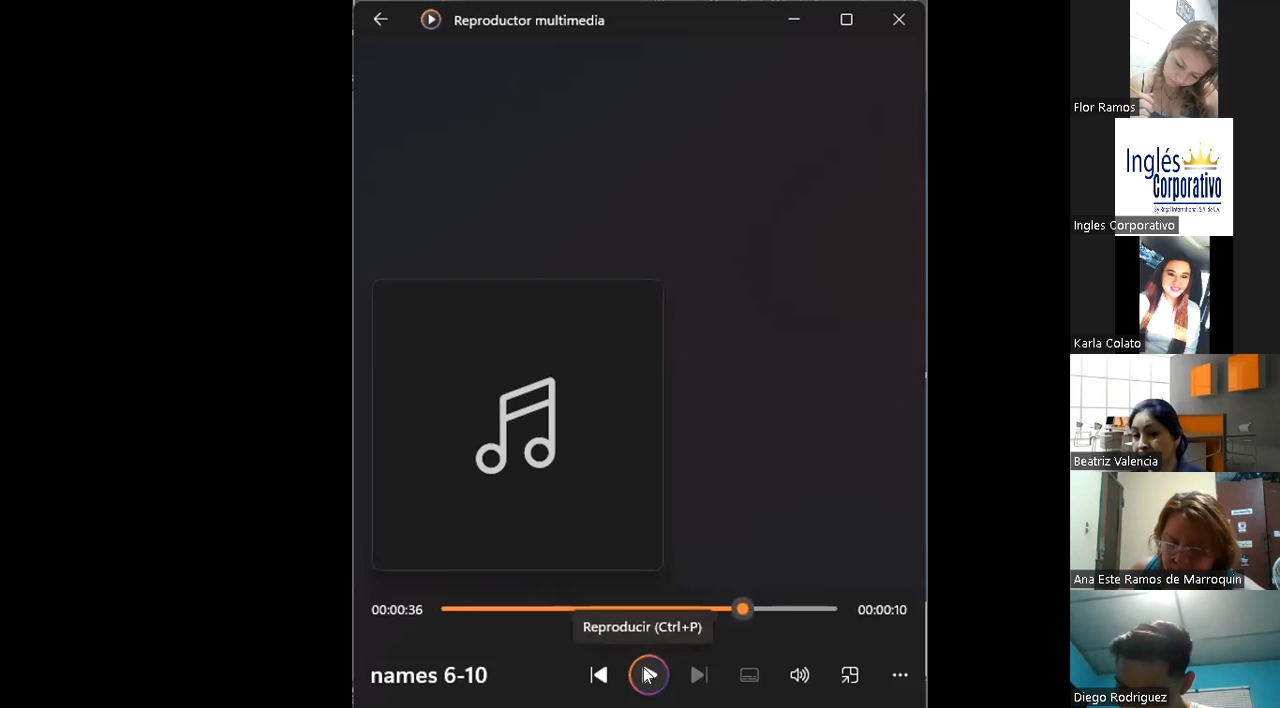 Reproductor multimedia
00:00:36
00:00:10
Reproducir (Ctrl+P)
names 6-10
Flor Ramos
Inglés
Corporativo
Ingles Corporativo
Karla Colato
Beatriz Valencia
Ana Este Ramos de Marroquin
Diego Rodriguez